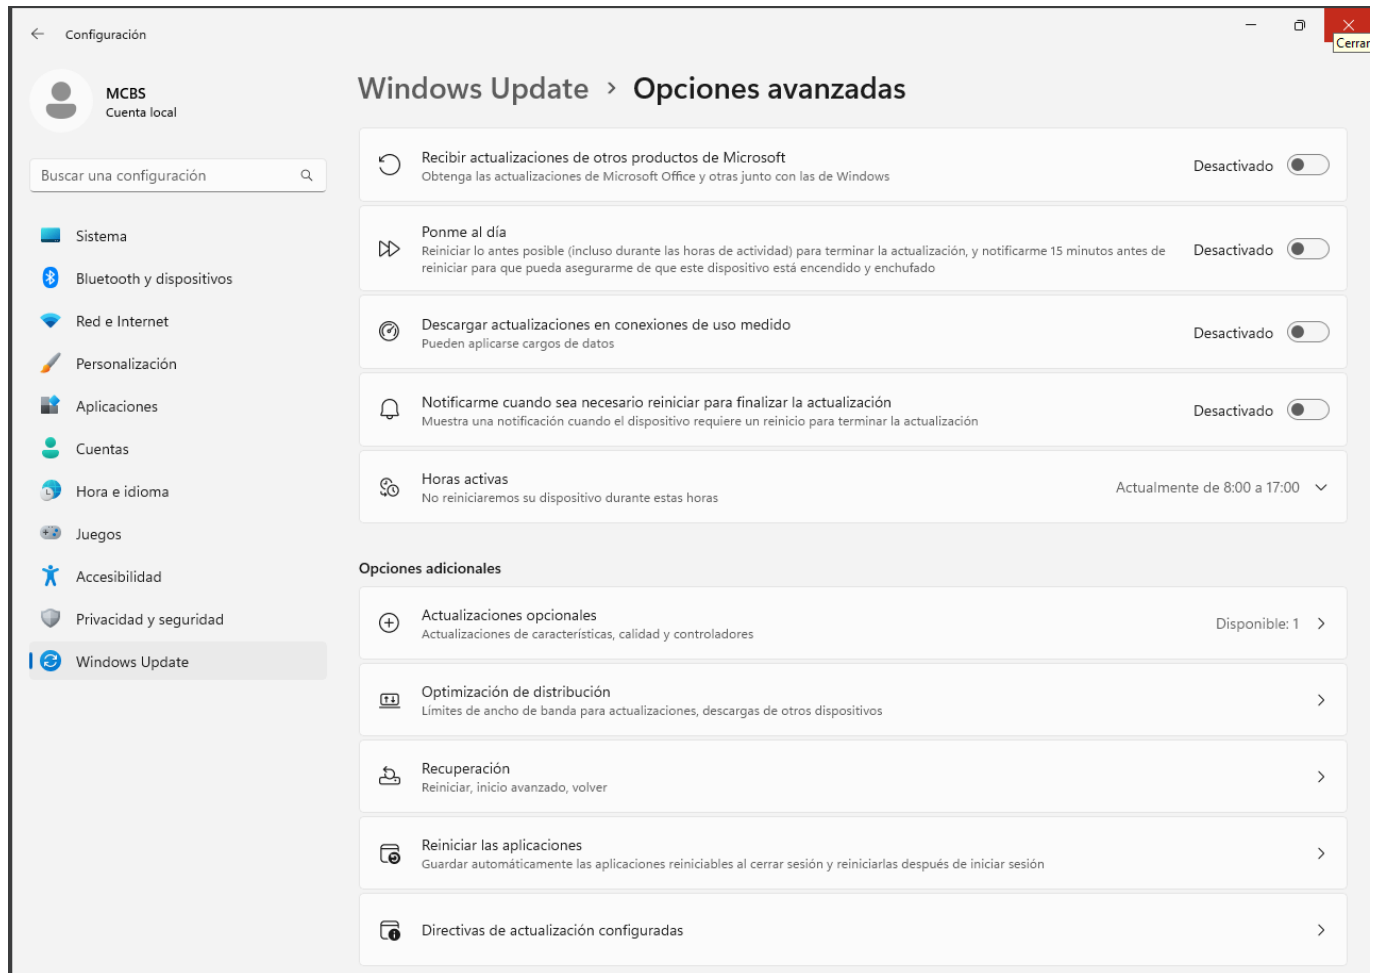 Configuración
Cerrar
MCBS
Cuenta local
Buscar una configuración
Sistema
Bluetooth y dispositivos
Red e Internet
Personalización
Aplicaciones
Cuentas
Hora e idioma
Juegos
Accesibilidad
Privacidad y seguridad
Windows Update
Windows Update > Opciones avanzadas
Recibir actualizaciones de otros productos de Microsoft
Obtenga las actualizaciones de Microsoft Office y otras junto con las de Windows
Desactivado
Ponme al día
Reiniciar lo antes posible (incluso durante las horas de actividad) para terminar la actualización, y notificarme 15 minutos antes de
reiniciar para que pueda asegurarme de que este dispositivo está encendido y enchufado
Desactivado
Descargar actualizaciones en conexiones de uso medido
Pueden aplicarse cargos de datos
Desactivado
Notificarme cuando sea necesario reiniciar para finalizar la actualización
Muestra una notificación cuando el dispositivo requiere un reinicio para terminar la actualización
Desactivado
Horas activas
No reiniciaremos su dispositivo durante estas horas
Actualmente de 8:00 a 17:00
Opciones adicionales
Actualizaciones opcionales
Actualizaciones de características, calidad y controladores
Disponible: 1
Optimización de distribución
Límites de ancho de banda para actualizaciones, descargas de otros dispositivos
Recuperación
Reiniciar, inicio avanzado, volver
Reiniciar las aplicaciones
Guardar automáticamente las aplicaciones reiniciables al cerrar sesión y reiniciarlas después de iniciar sesión
Directivas de actualización configuradas